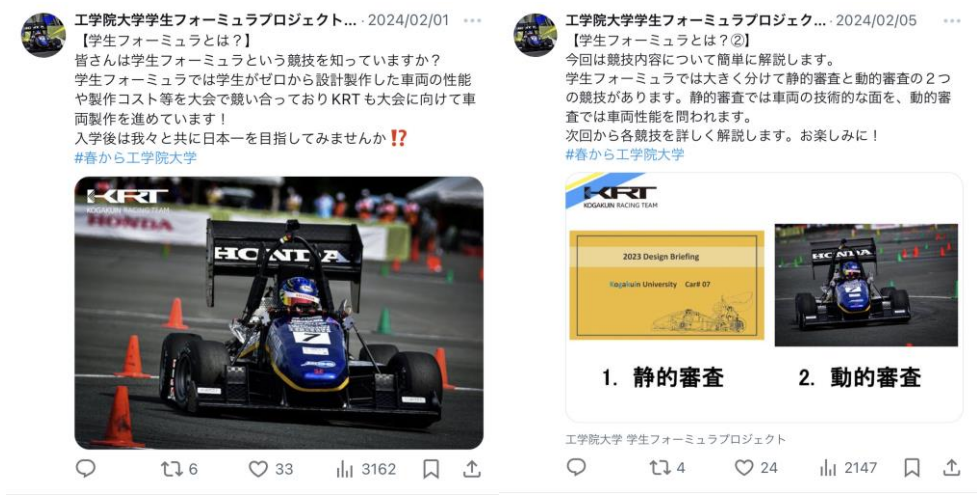 工学院大学学生フォーミュラプロジェクト... · 2024/02/01
【学生フォーミュラとは？】
皆さんは学生フォーミュラという競技を知っていますか？
学生フォーミュラでは学生がゼロから設計製作した車両の性能
や製作コスト等を大会で競い合っておりKRTも大会に向けて車
両製作を進めています！
入学後は我々と共に日本一を目指してみませんか⁉️
#春から工学院大学
KRT
KOGAKUIN RACING TEAM
HONDA
HONDA
7
6
33
3162
工学院大学学生フォーミュラプロジェク... · 2024/02/05
【学生フォーミュラとは？②】
今回は競技内容について簡単に解説します。
学生フォーミュラでは大きく分けて静的審査と動的審査の２つ
の競技があります。静的審査では車両の技術的な面を、動的審
査では車両性能を問われます。
次回から各競技を詳しく解説します。お楽しみに！
#春から工学院大学
KRT
KOGAKUIN RACING TEAM
2023 Design Briefing
Kogakuin University Car# 07
HONDA
7
1. 静的審査
2. 動的審査
工学院大学 学生フォーミュラプロジェクト
4
24
2147